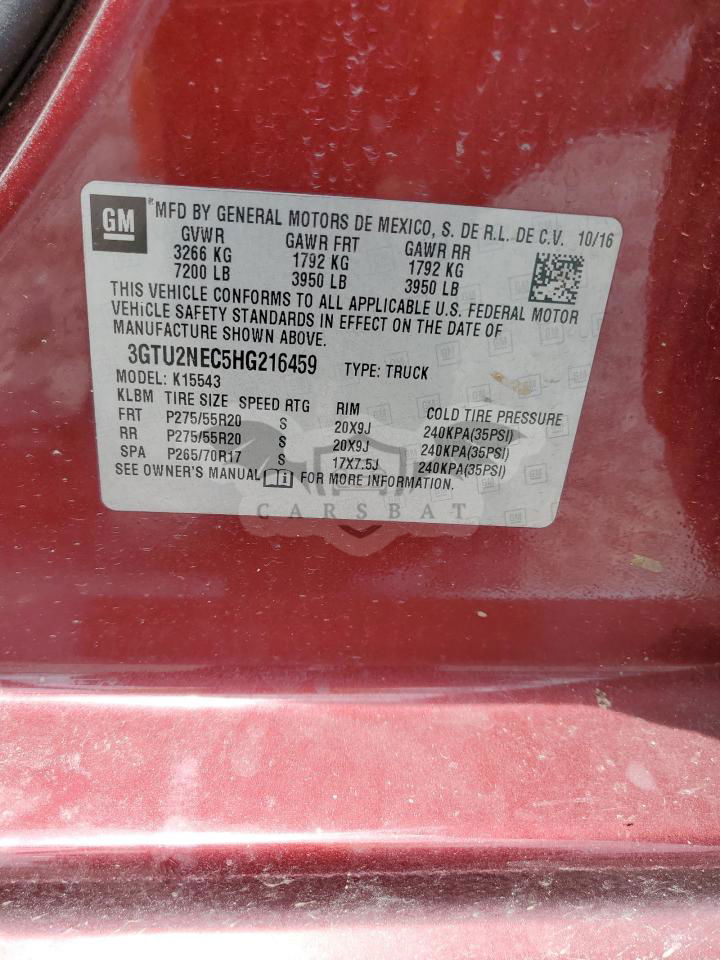 GM
MFD BY GENERAL MOTORS DE MEXICO, S. DE R.L. DE C.V. 10/16
GVWR GAWR FRT GAWR RR
3266 KG 1792 KG 1792 KG
7200 LB 3950 LB 3950 LB
THIS VEHICLE CONFORMS TO ALL APPLICABLE U.S. FEDERAL MOTOR
VEHICLE SAFETY STANDARDS IN EFFECT ON THE DATE OF
MANUFACTURE SHOWN ABOVE.
3GTU2NEC5HG216459 TYPE: TRUCK
MODEL: K15543
KLBM TIRE SIZE SPEED RTG RIM COLD TIRE PRESSURE
FRT P275/55R20 S 20X9J 240KPA(35PSI)
RR P275/55R20 S 20X9J 240KPA(35PSI)
SPA P265/70R17 S 17X7.5J 240KPA(35PSI)
SEE OWNER'S MANUAL FOR MORE INFORMATION.
CARSBAT